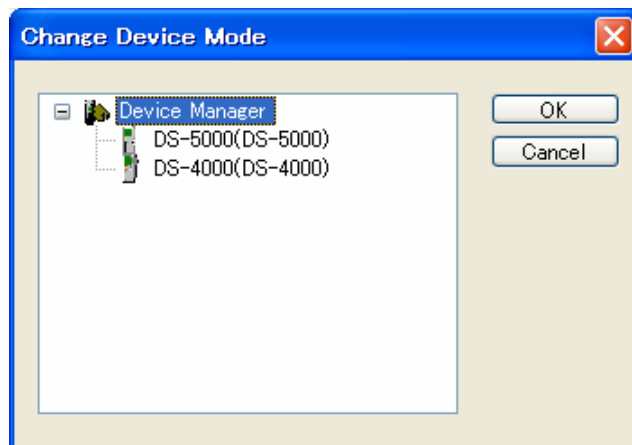 Change Device Mode
Device Manager
DS-5000(DS-5000)
DS-4000(DS-4000)
OK
Cancel